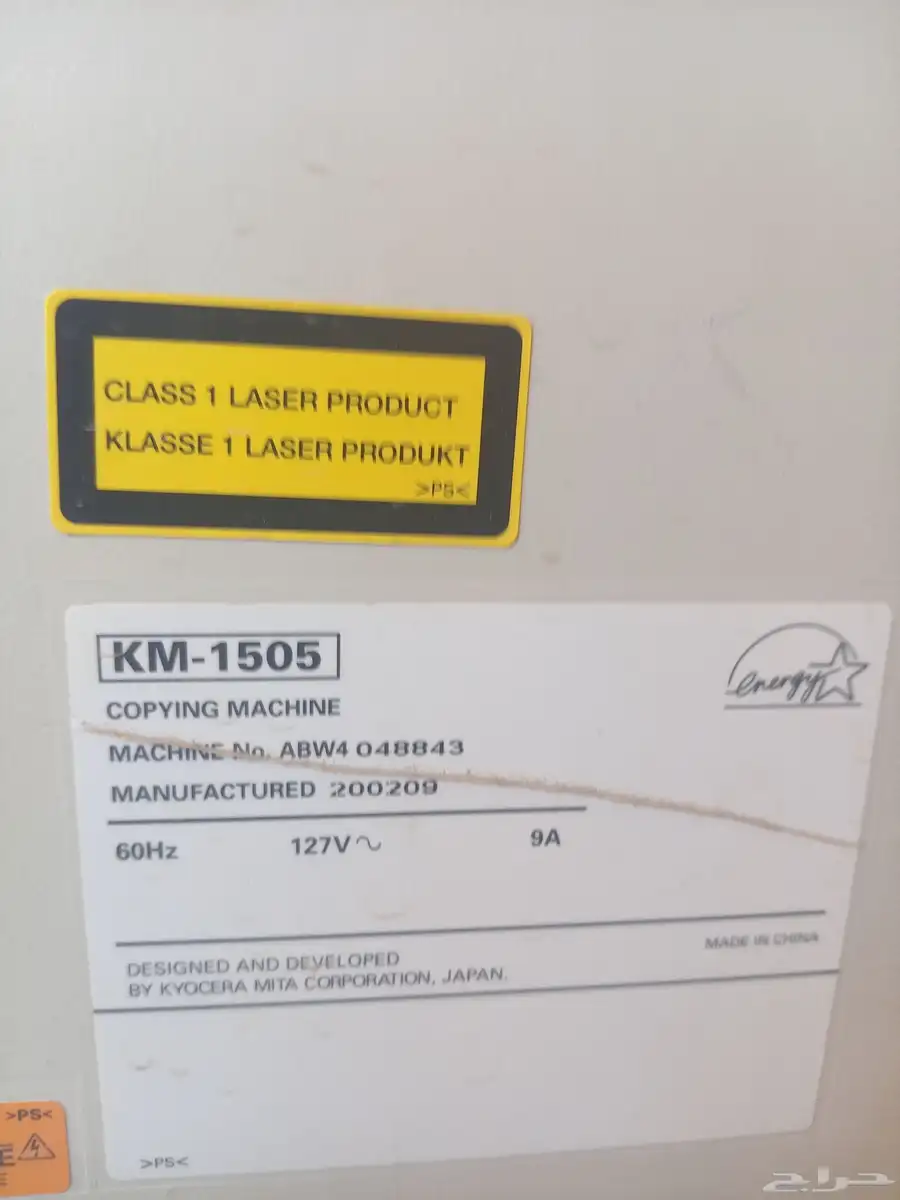 CLASS 1 LASER PRODUCT
KLASSE 1 LASER PRODUKT
>PS<
KM-1505
energy
COPYING MACHINE
MACHINE No. ABW4 048843
MANUFACTURED 200209
60Hz 127V~ 9A
MADE IN CHINA
DESIGNED AND DEVELOPED
BY KYOCERA MITA CORPORATION, JAPAN.
>PS<
E
>PS<
حراج